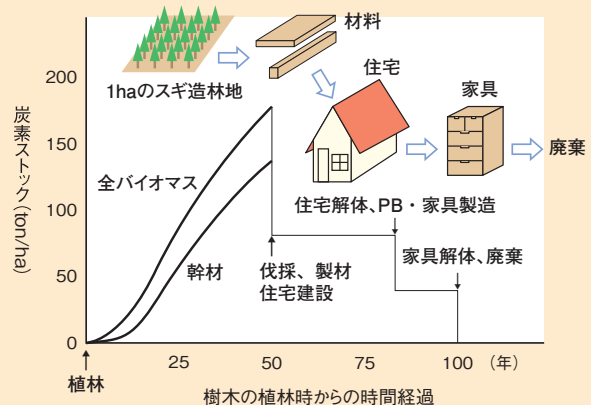 材料
1haのスギ造林地
住宅
家具
廃棄
炭素ストック(ton/ha)
200
150
100
50
0
全バイオマス
幹材
住宅解体、PB・家具製造
伐採、製材
住宅建設
家具解体、廃棄
25
50
75
100
(年)
植林
樹木の植林時からの時間経過